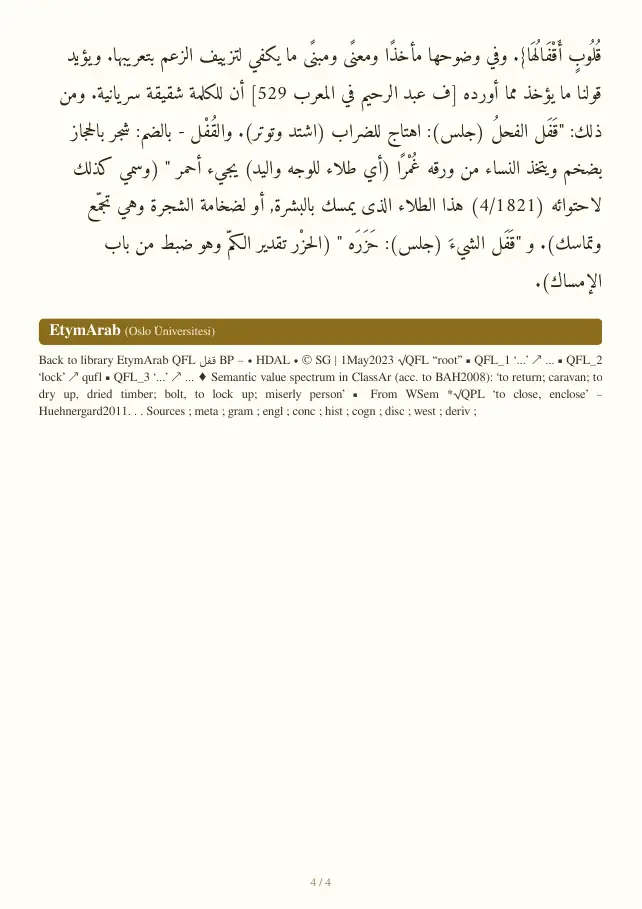 قُلُوبٍ أَقْفَالُهَا}. وفي وضوحها مأخذًا ومعنًى ومبنًى ما يكفي لتزييف الزعم بتعريبها. ويؤيد
قولنا ما يؤخذ مما أورده [ف عبد الرحيم في المعرب 529] أن للكلمة شقيقة سريانية. ومن
ذلك: "قَفَل الفحلُ (جلس): اهتاج للضراب (اشتد وتوتر). والقُفْل - بالضم: شجر بالحجاز
يضخم ويتخذ النساء من ورقه غُمْرًا (أي طلاء للوجه واليد) يجيء أحمر " (وسمي كذلك
لاحتوائه (4/1821) هذا الطلاء الذى يمسك بالبشرة, أو لضخامة الشجرة وهي تجمّع
وتماسك). و "قَفَل الشيءَ (جلس): حَزَرَه " (الحزْر تقدير الكمّ وهو ضبط من باب
الإمساك).
EtymArab (Oslo Üniversitesi)
Back to library EtymArab QFL قفل BP – • HDAL • © SG | 1May2023 √QFL “root” ▪ QFL_1 ‘...’ ↗ ... ▪ QFL_2
‘lock’ ↗ qufl ▪ QFL_3 ‘...’ ↗ ... ♦ Semantic value spectrum in ClassAr (acc. to BAH2008): ‘to return; caravan; to
dry up, dried timber; bolt, to lock up; miserly person’ ▪ From WSem *√QPL ‘to close, enclose’ –
Huehnergard2011. . . Sources ; meta ; gram ; engl ; conc ; hist ; cogn ; disc ; west ; deriv ;
4 / 4